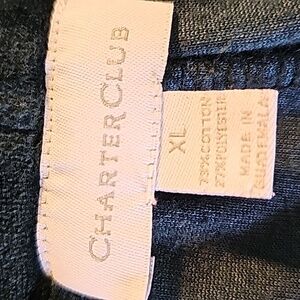 CHARTER CLUB
XL
73% COTTON
27% POLYESTER
MADE IN
GUATEMALA